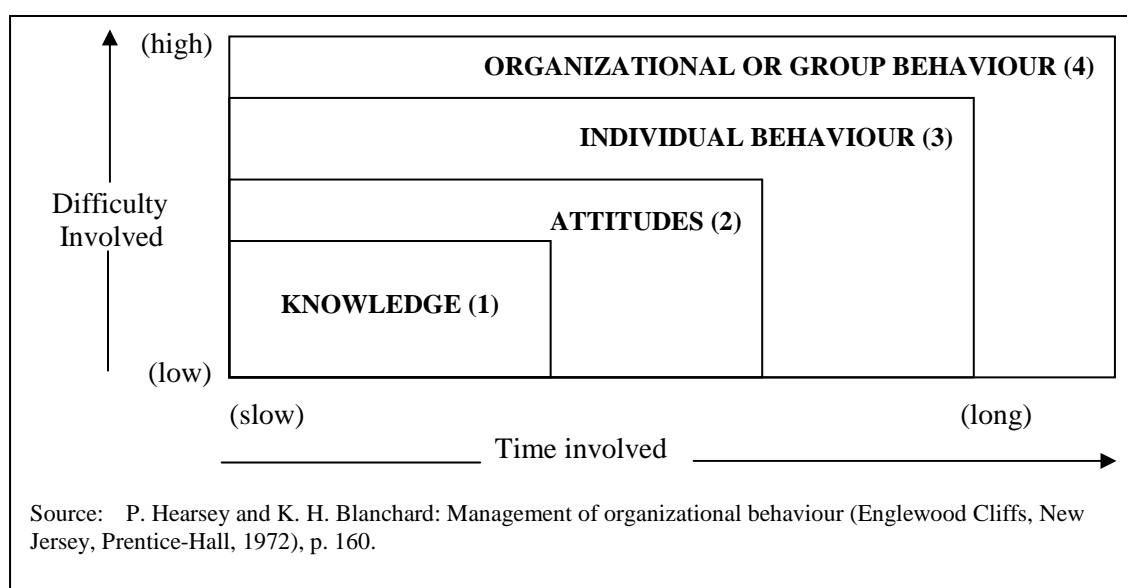 (high)
ORGANIZATIONAL OR GROUP BEHAVIOUR (4)
INDIVIDUAL BEHAVIOUR (3)
Difficulty
Involved
ATTITUDES (2)
KNOWLEDGE (1)
(low)
(slow) (long)
Time involved
Source: P. Hearsey and K. H. Blanchard: Management of organizational behaviour (Englewood Cliffs, New
Jersey, Prentice-Hall, 1972), p. 160.